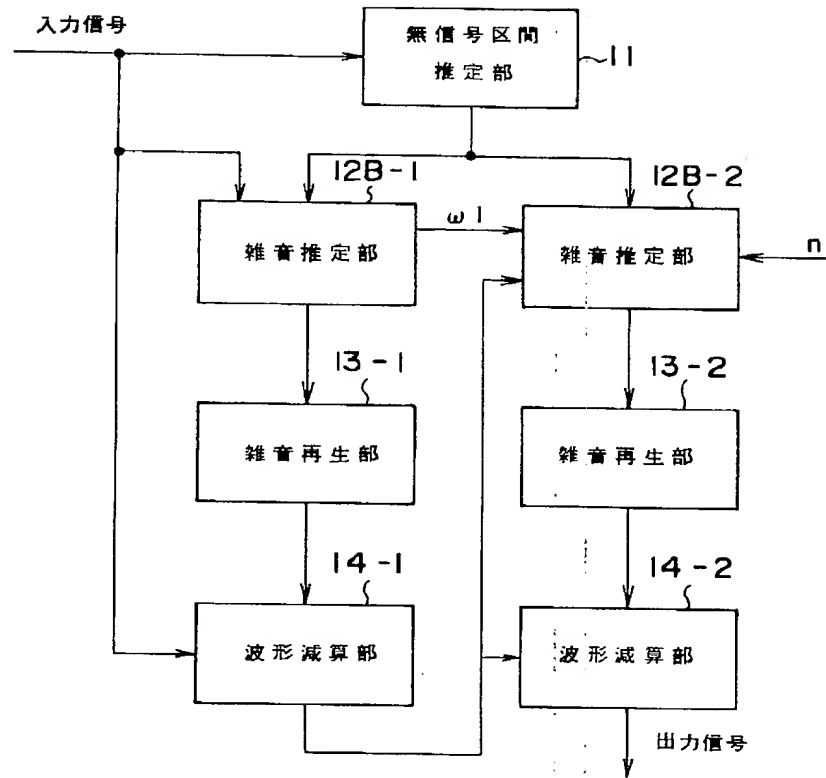 入力信号
無信号区間
推定部
11
12B-1
12B-2
雑音推定部
ω1
雑音推定部
n
13-1
13-2
雑音再生部
雑音再生部
14-1
14-2
波形減算部
波形減算部
出力信号